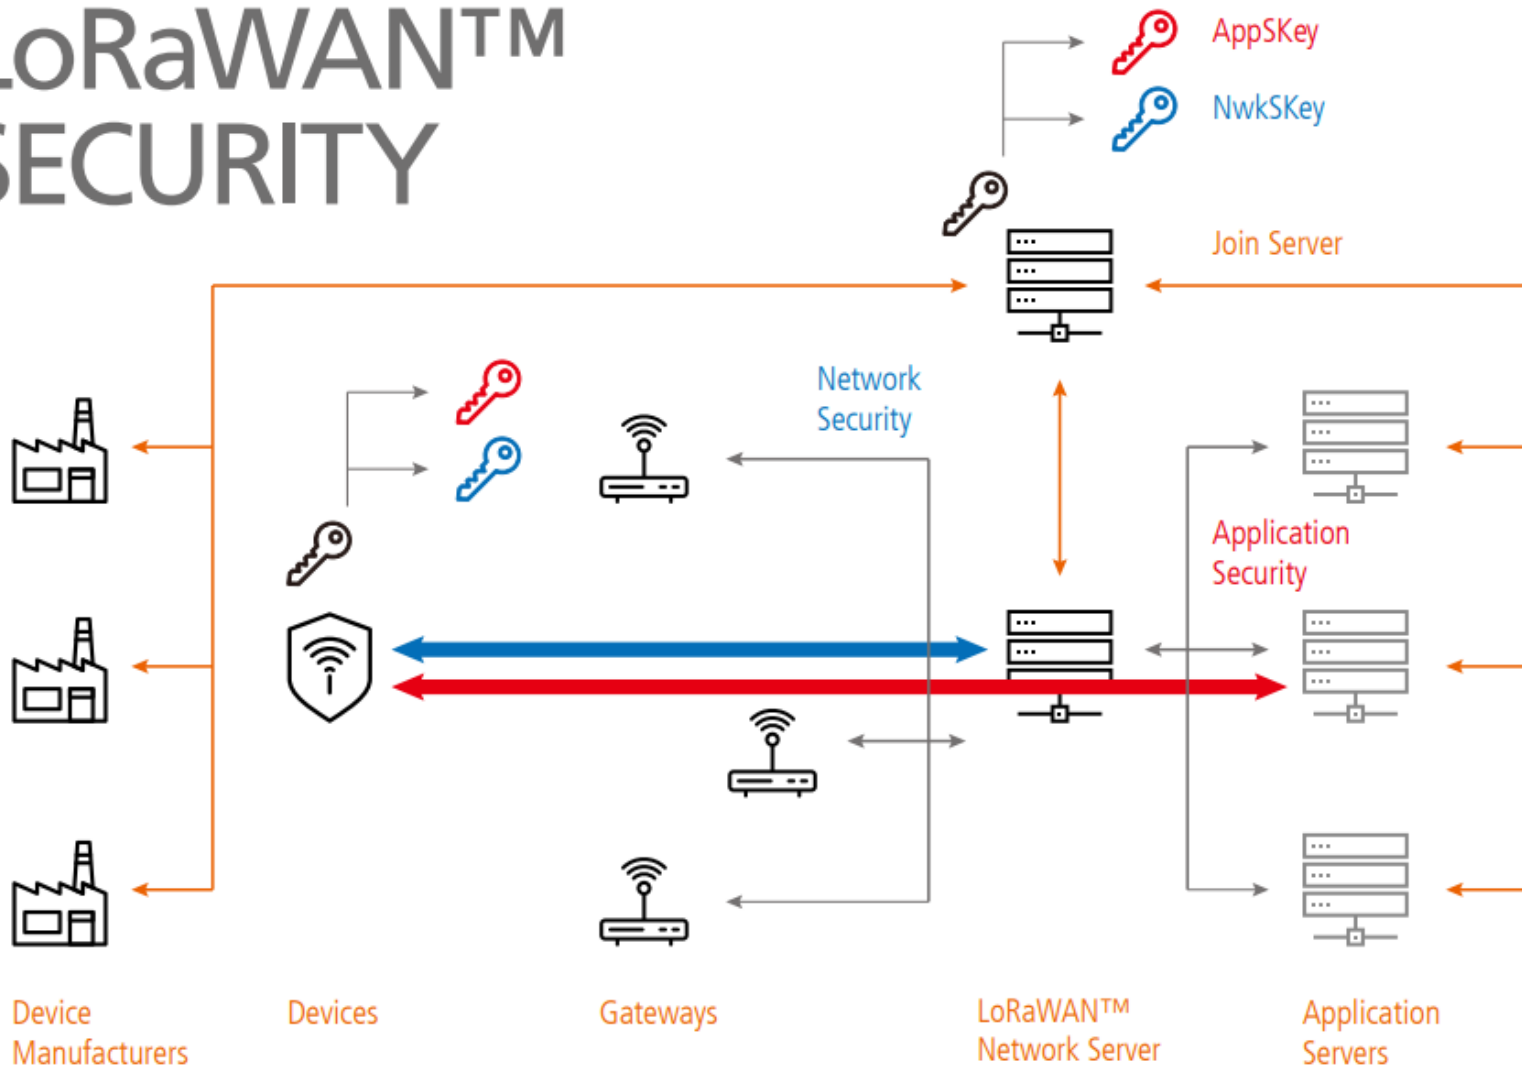 LoRaWAN™
SECURITY
AppSKey
NwkSKey
Join Server
Network
Security
Application
Security
Device
Manufacturers
Devices
Gateways
LoRaWAN™
Network Server
Application
Servers